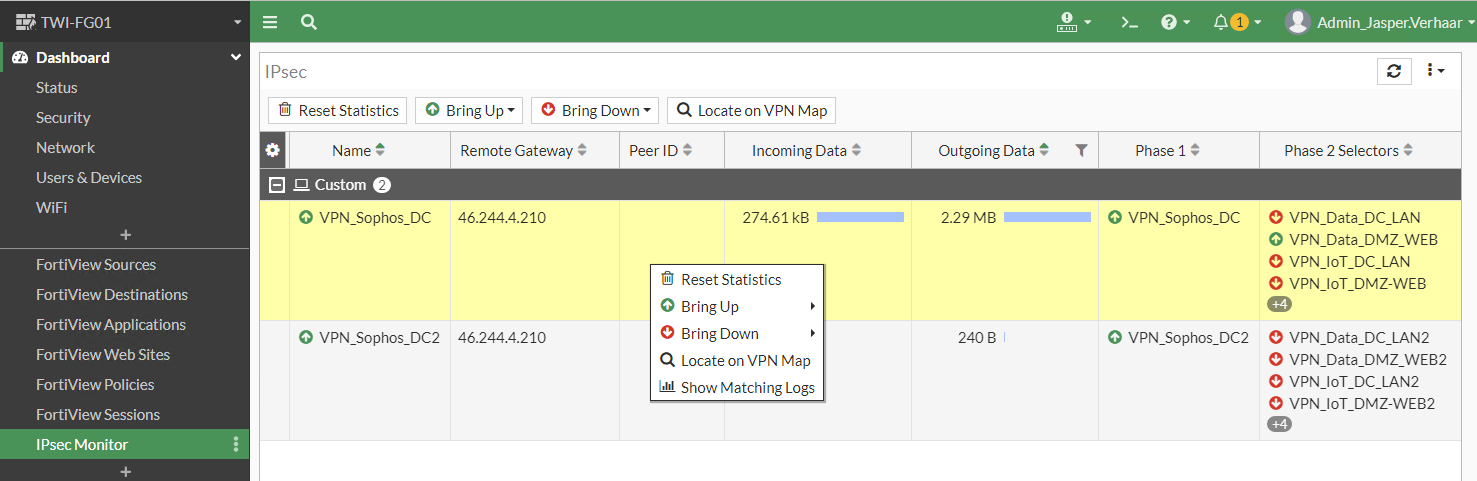 TWI-FG01
1
Admin_Jasper.Verhaar
Dashboard
Status
Security
Network
Users & Devices
WiFi
+
FortiView Sources
FortiView Destinations
FortiView Applications
FortiView Web Sites
FortiView Policies
FortiView Sessions
IPsec Monitor
+
IPsec
Reset Statistics Bring Up Bring Down Locate on VPN Map
Name Remote Gateway Peer ID Incoming Data Outgoing Data Phase 1 Phase 2 Selectors
Custom 2
VPN_Sophos_DC 46.244.4.210 274.61 kB 2.29 MB VPN_Sophos_DC VPN_Data_DC_LAN
VPN_Data_DMZ_WEB
VPN_IoT_DC_LAN
VPN_IoT_DMZ-WEB
+4
VPN_Sophos_DC2 46.244.4.210 240 B VPN_Sophos_DC2 VPN_Data_DC_LAN2
VPN_Data_DMZ_WEB2
VPN_IoT_DC_LAN2
VPN_IoT_DMZ-WEB2
+4
Reset Statistics
Bring Up
Bring Down
Locate on VPN Map
Show Matching Logs